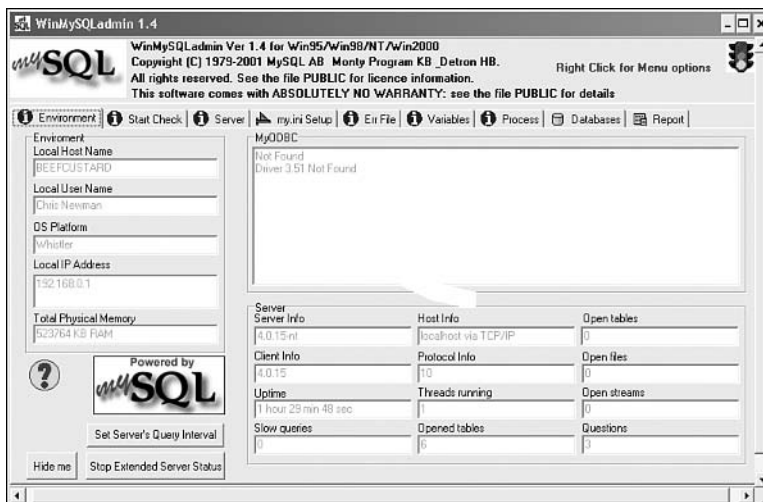 WinMySQLadmin 1.4
mySQL
WinMySQLadmin Ver 1.4 for Win95/Win98/NT/Win2000
Copyright (C) 1979-2001 MySQL AB Monty Program KB _Detron HB.
All rights reserved. See the file PUBLIC for licence information.
This software comes with ABSOLUTELY NO WARRANTY: see the file PUBLIC for details
Right Click for Menu options
Environment Start Check Server my.ini Setup Err File Variables Process Databases Report
Enviroment
Local Host Name
BEEFCUSTARD
Local User Name
Chris Newman
OS Platform
Whistler
Local IP Address
192.168.0.1
Total Physical Memory
523764 KB RAM
MyODBC
Not Found
Driver 3.51 Not Found
Server
Server Info Host Info Open tables
4.0.15-nt localhost via TCP/IP 0
Client Info Protocol Info Open files
4.0.15 10 0
Uptime Threads running Open streams
1 hour 29 min 48 sec 1 0
Slow queries Opened tables Questions
0 6 3
Powered by
mySQL
Set Server's Query Interval
Hide me Stop Extended Server Status